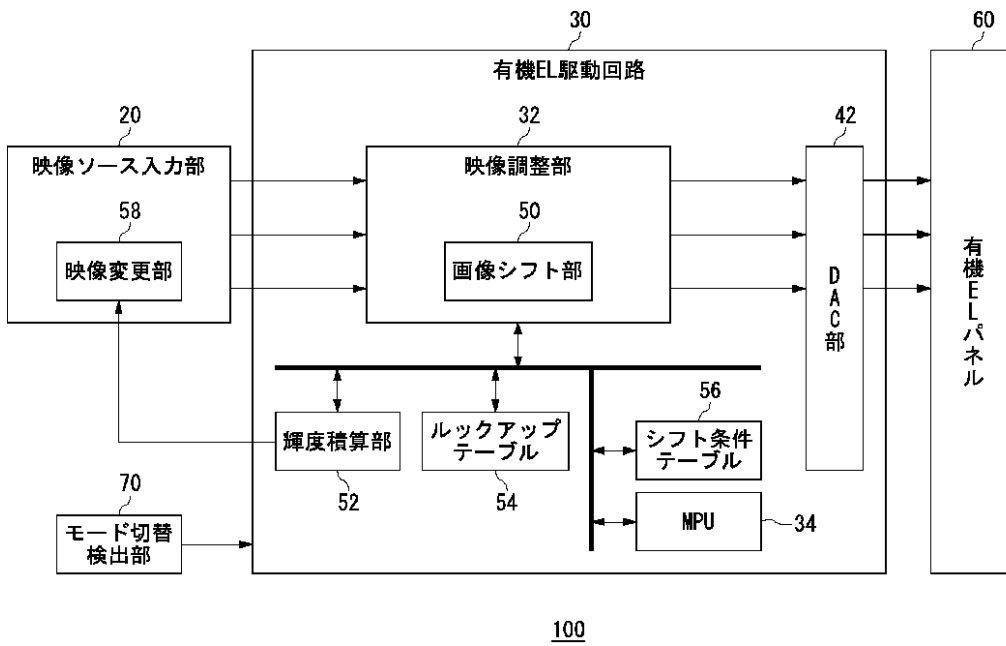 30
60
有機EL駆動回路
20
32
42
映像ソース入力部
映像調整部
58
50
映像変更部
画像シフト部
DAC部
有機ELパネル
56
輝度積算部
ルックアップ
テーブル
シフト条件
テーブル
52
54
70
モード切替
検出部
MPU
34
100